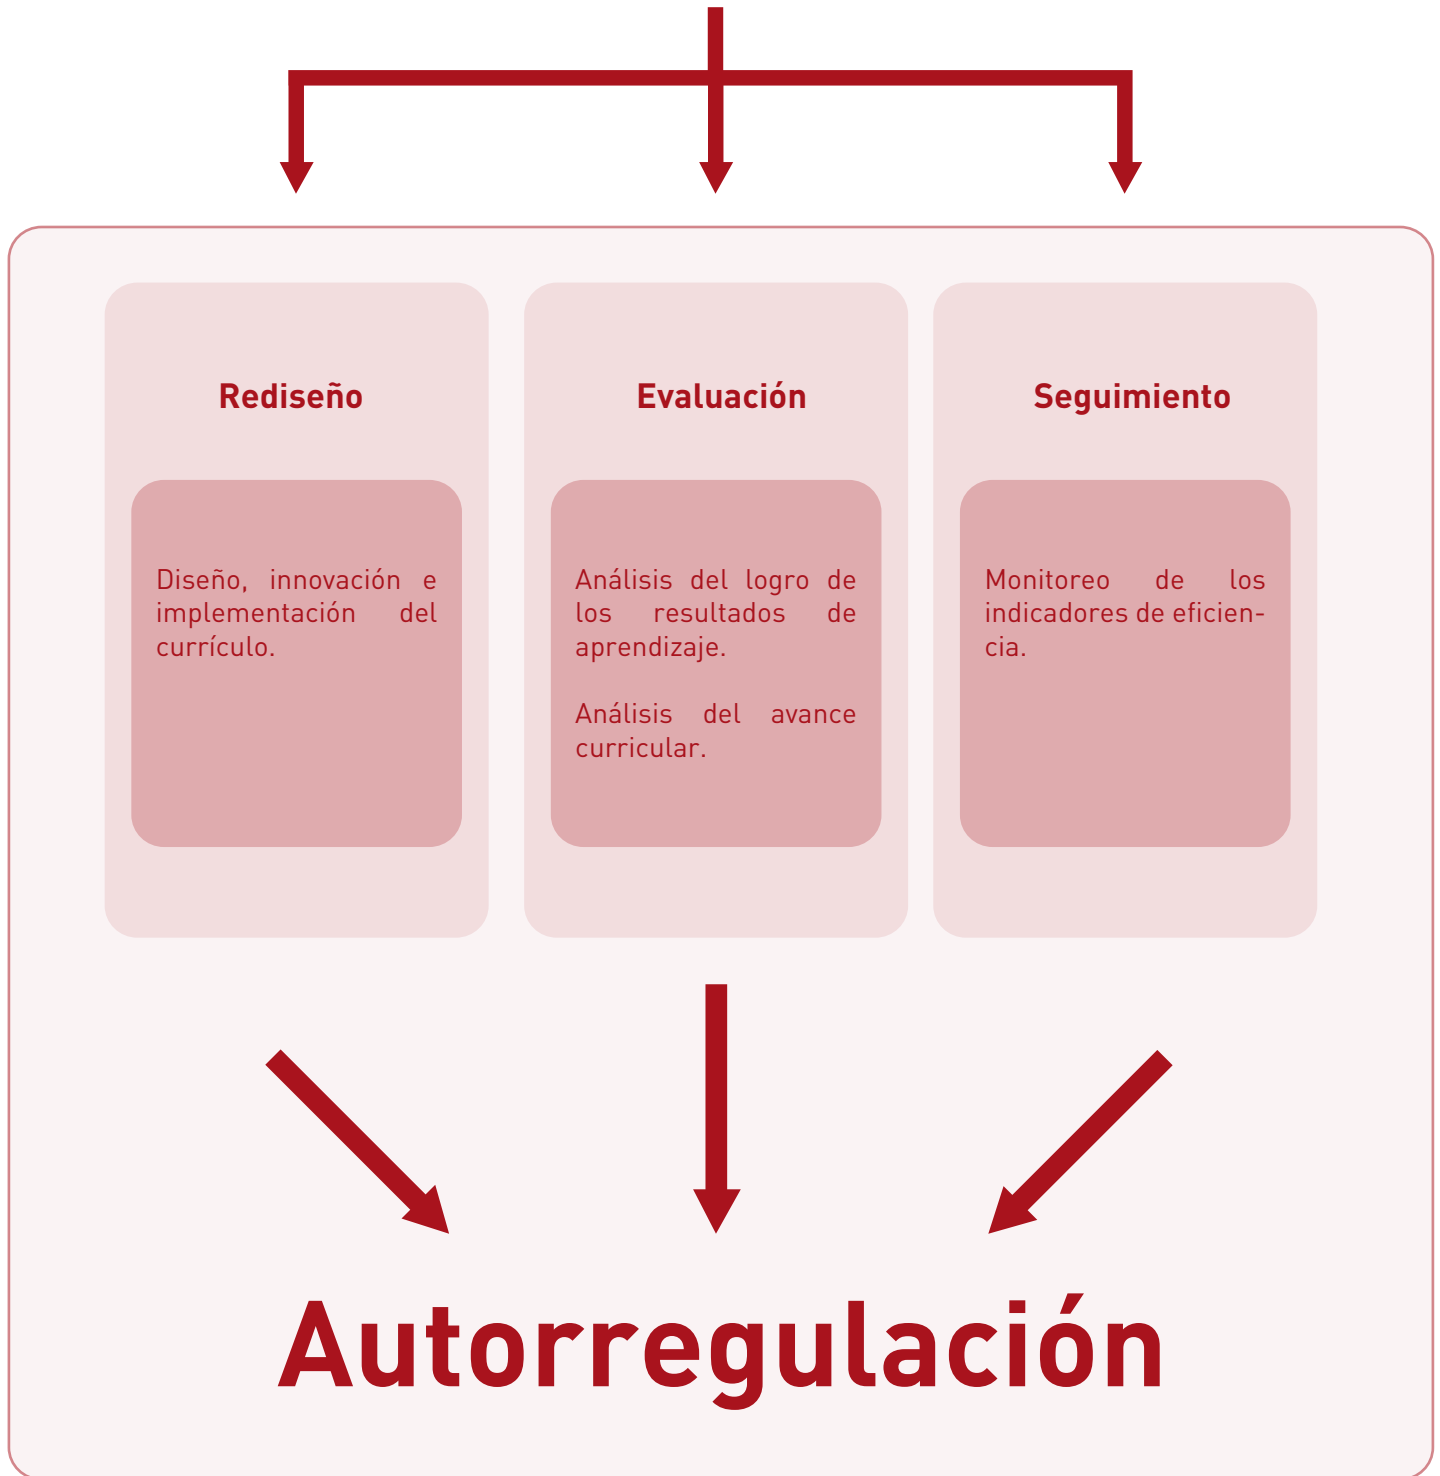 Rediseño
Diseño, innovación e
implementación del
currículo.
Evaluación
Análisis del logro de
los resultados de
aprendizaje.
Análisis del avance
curricular.
Seguimiento
Monitoreo de los
indicadores de eficien-
cia.
Autorregulación